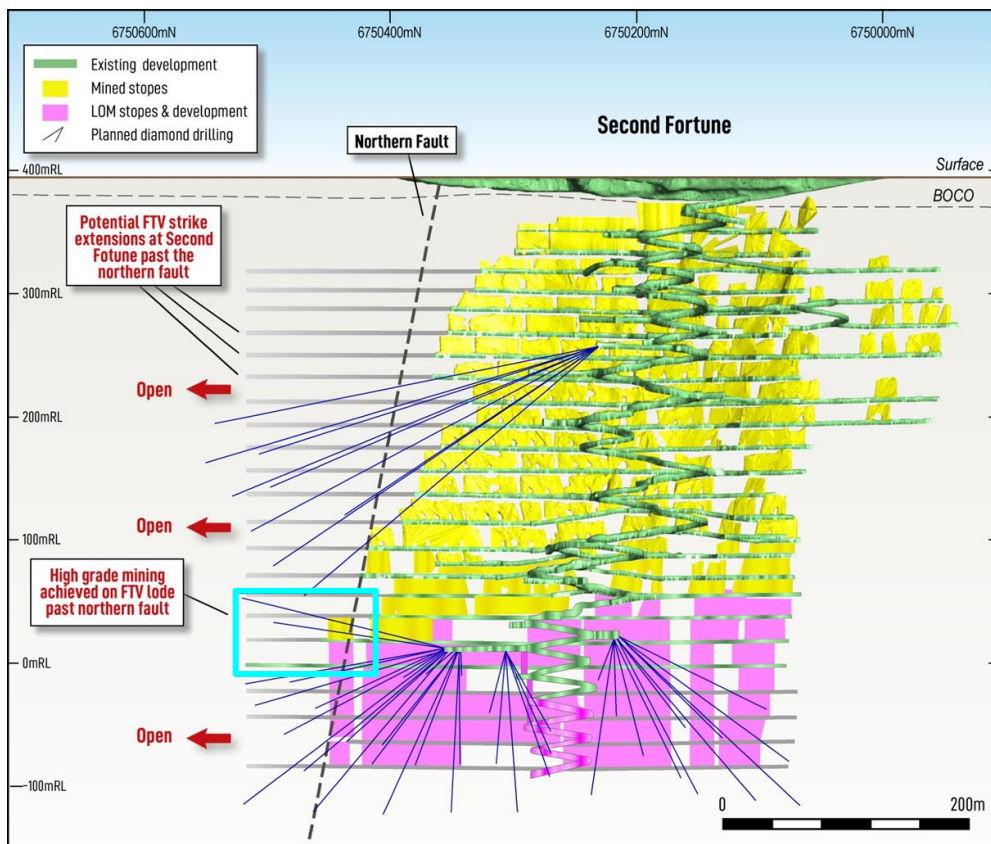 6750600mN
6750400mN
6750200mN
6750000mN
Existing development
Mined stopes
LOM stopes & development
Planned diamond drilling
Second Fortune
Northern Fault
400mRL
Surface
BOCO
Potential FTV strike
extensions at Second
Fotune past the
northern fault
300mRL
Open
200mRL
Open
100mRL
High grade mining
achieved on FTV lode
past northern fault
0mRL
Open
-100mRL
0
200m